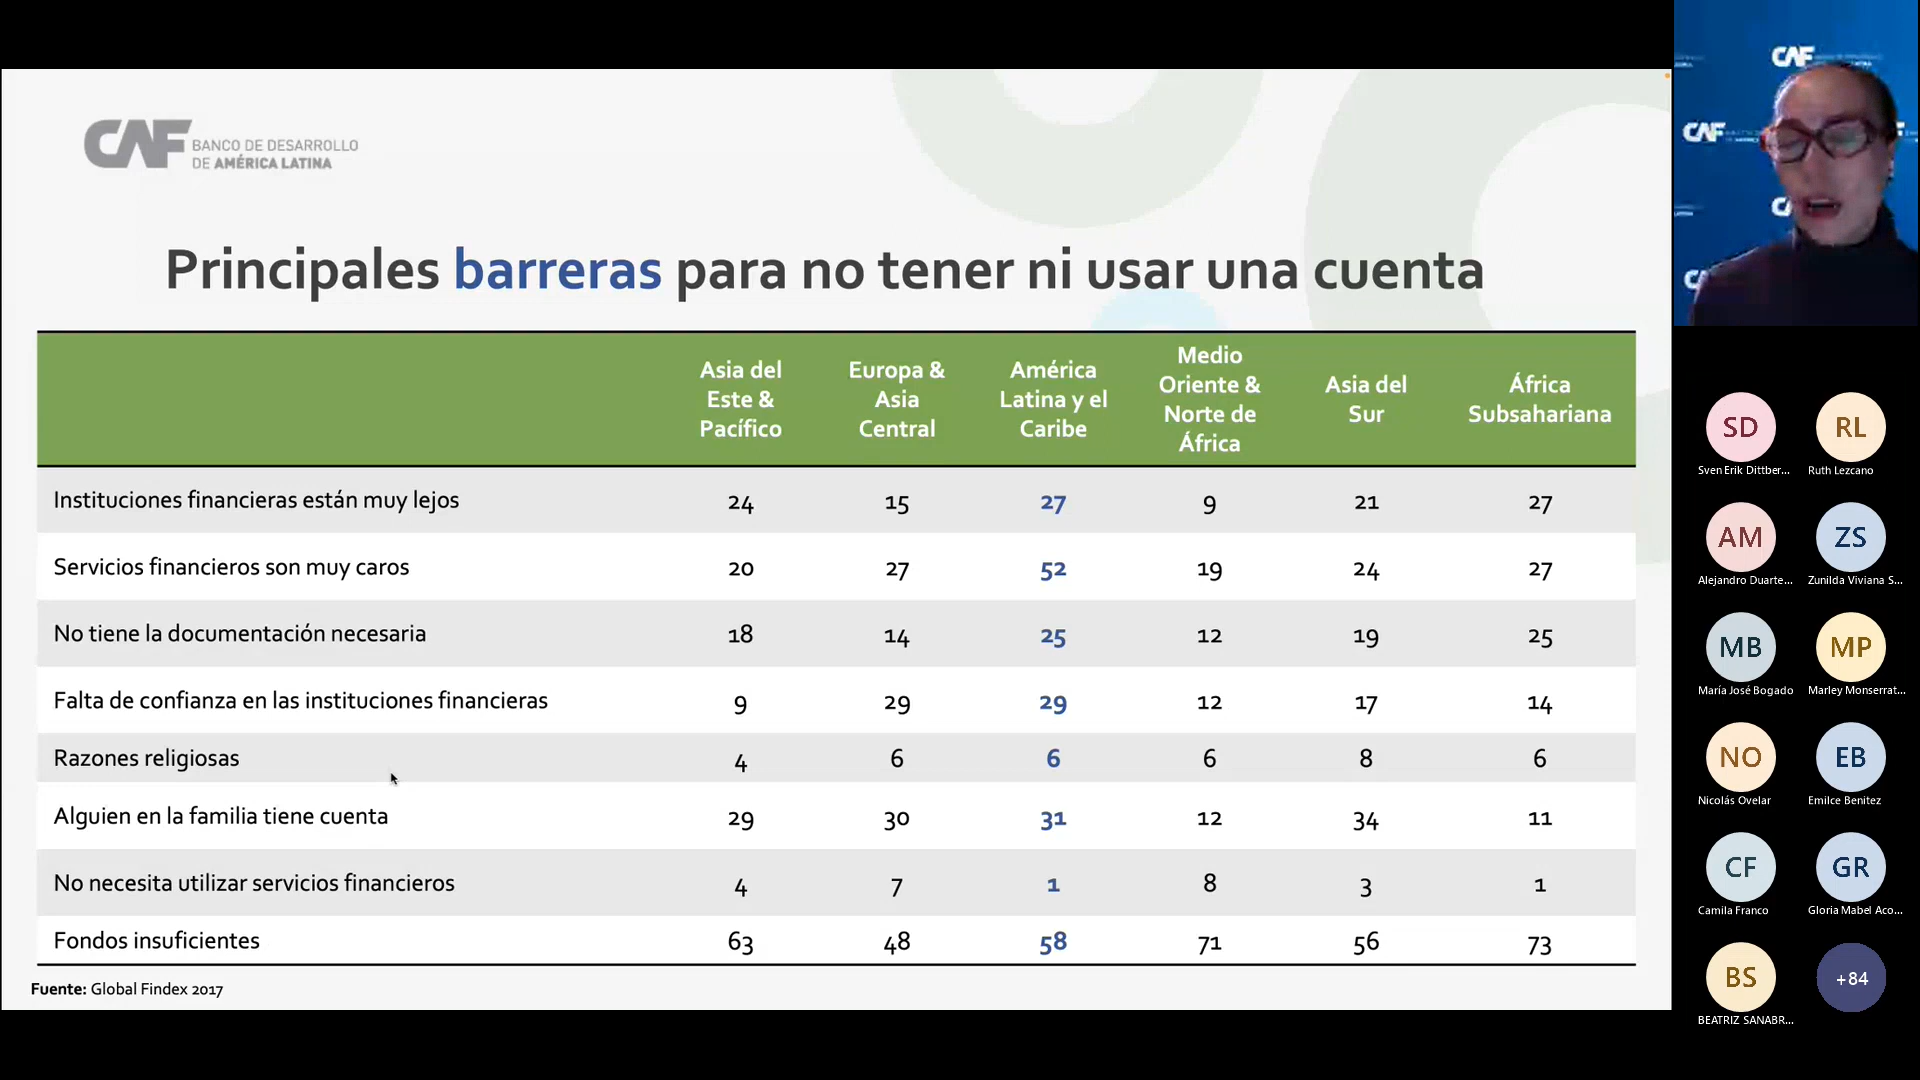 CAF BANCO DE DESARROLLO
DE AMÉRICA LATINA
Principales barreras para no tener ni usar una cuenta
Asia del Este & Pacífico Europa & Asia Central América Latina y el Caribe Medio Oriente & Norte de África Asia del Sur África Subsahariana
Instituciones financieras están muy lejos 24 15 27 9 21 27
Servicios financieros son muy caros 20 27 52 19 24 27
No tiene la documentación necesaria 18 14 25 12 19 25
Falta de confianza en las instituciones financieras 9 29 29 12 17 14
Razones religiosas 4 6 6 6 8 6
Alguien en la familia tiene cuenta 29 30 31 12 34 11
No necesita utilizar servicios financieros 4 7 1 8 3 1
Fondos insuficientes 63 48 58 71 56 73
Fuente: Global Findex 2017
CAF
CAF
SD RL
Sven Erik Dittber... Ruth Lezcano
AM ZS
Alejandro Duarte... Zunilda Viviana S...
MB MP
María José Bogado Marley Monserrat...
NO EB
Nicolás Ovelar Emilce Benitez
CF GR
Camila Franco Gloria Mabel Aco...
BS +84
BEATRIZ SANABR...